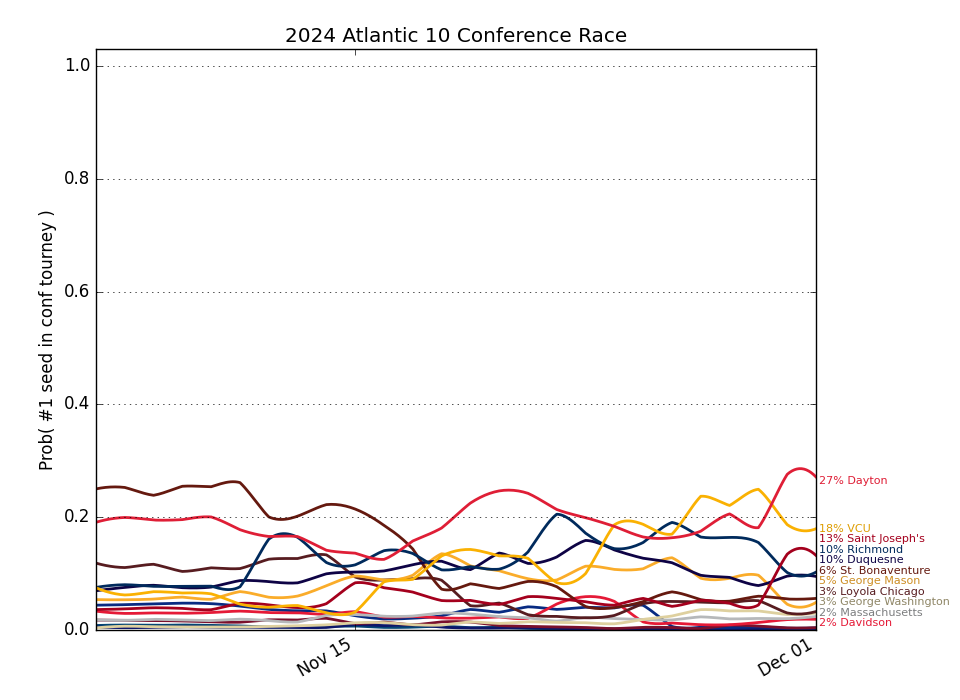 2024 Atlantic 10 Conference Race
Prob( #1 seed in conf tourney )
1.0
0.8
0.6
0.4
0.2
0.0
Nov 15
Dec 01
27% Dayton
18% VCU
13% Saint Joseph's
10% Richmond
10% Duquesne
6% St. Bonaventure
5% George Mason
3% Loyola Chicago
3% George Washington
2% Massachusetts
2% Davidson